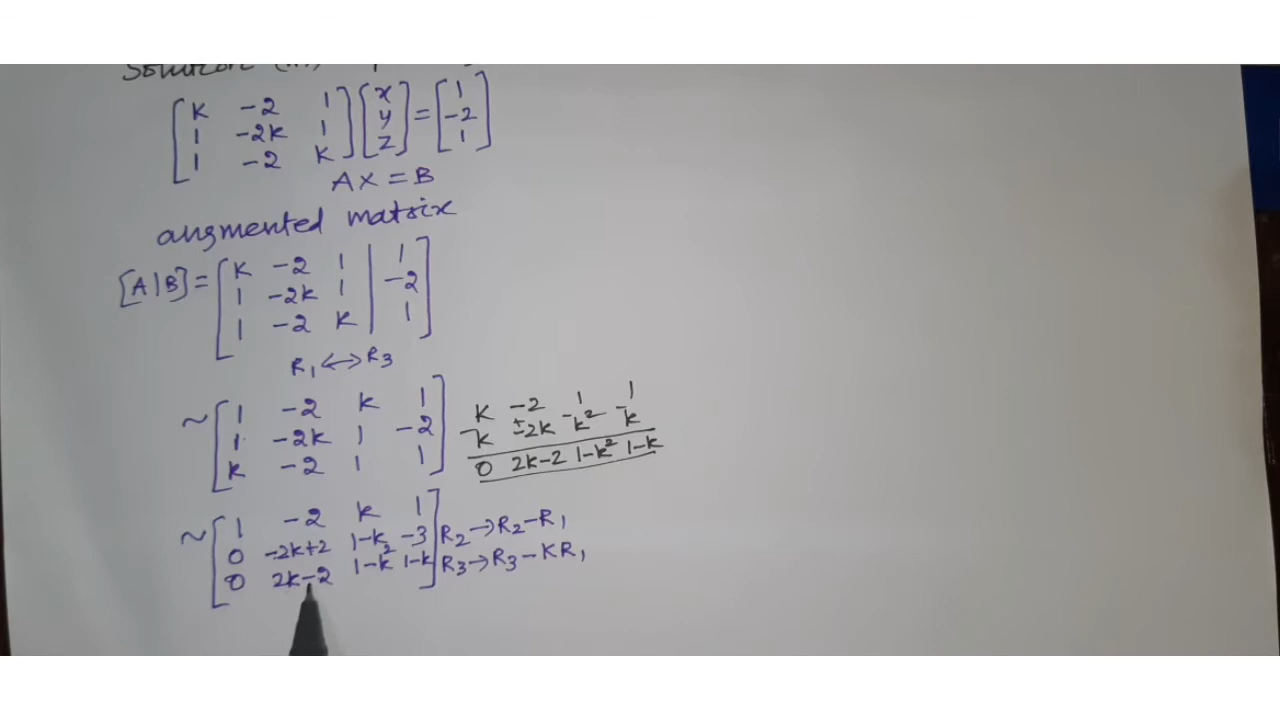 Solution (iii)
[K -2 1] [x] = [1]
[1 -2K 1] [y] [-2]
[1 -2 K] [z] [1]
AX = B
augmented matrix
[A|B] = [K -2 1 | 1]
[1 -2K 1 | -2]
[1 -2 K | 1]
R₁ ↔ R₃
~ [1 -2 k 1]
[1 -2K 1 -2]
[K -2 1 1]
K -2 1 1
-K ±2K -K² -K
0 2K-2 1-K² 1-K
~ [1 -2 k 1]
[0 -2K+2 1-K -3] R₂→R₂-R₁
[0 2K-2 1-K² 1-K] R₃→R₃-KR₁